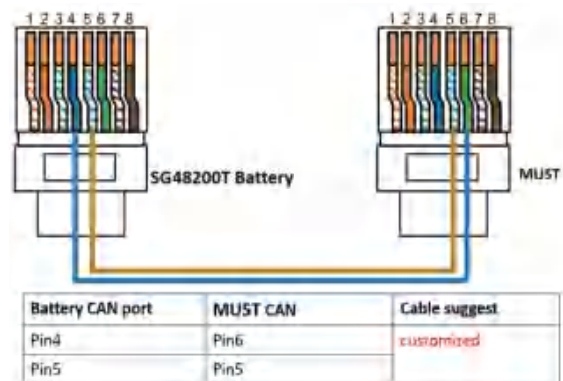 1 2 3 4 5 6 7 8
1 2 3 4 5 6 7 8
SG48200T Battery
MUST
Battery CAN port MUST CAN Cable suggest
Pin4 Pin6 customized
Pin5 Pin5